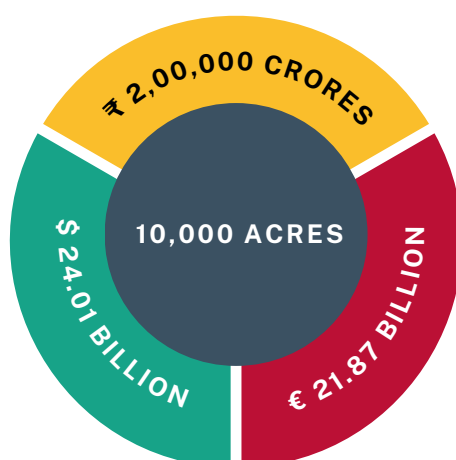 ₹ 2,00,000 CRORES
10,000 ACRES
$ 24.01 BILLION
€ 21.87 BILLION